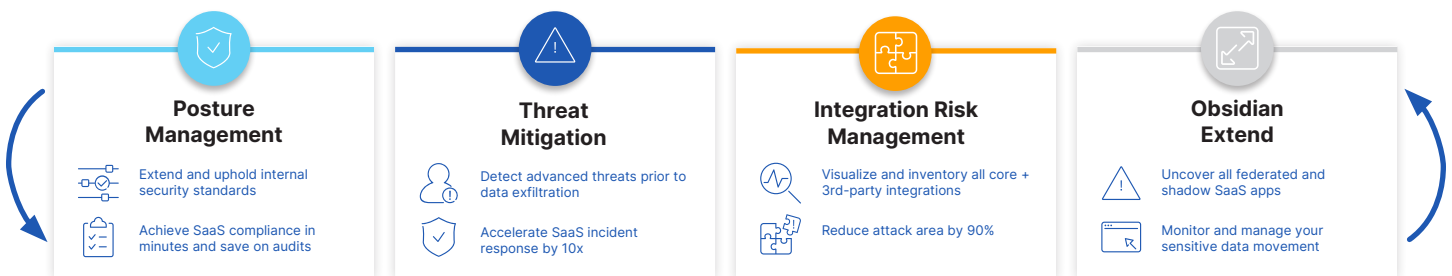 Posture
Management
Extend and uphold internal
security standards
Achieve SaaS compliance in
minutes and save on audits
Threat
Mitigation
Detect advanced threats prior to
data exfiltration
Accelerate SaaS incident
response by 10x
Integration Risk
Management
Visualize and inventory all core +
3rd-party integrations
Reduce attack area by 90%
Obsidian
Extend
Uncover all federated and
shadow SaaS apps
Monitor and manage your
sensitive data movement